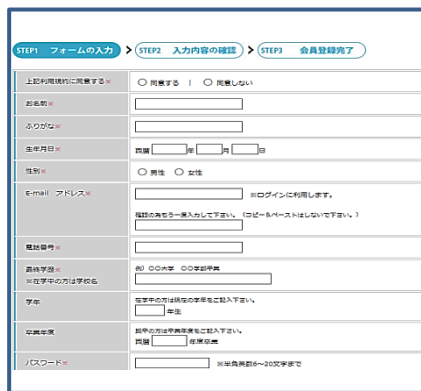 STEP1 フォームの入力 > STEP2 入力内容の確認 > STEP3 会員登録完了
上記利用規約に同意する※ 同意する | 同意しない
お名前※
ふりがな※
生年月日※ 西暦 年 月 日
性別※ 男性 女性
E-mail アドレス※ ※ログインに利用します。
確認の為もう一度入力して下さい。(コピー&ペーストはしないで下さい。)
電話番号※
最終学歴※ 例)〇〇大学 〇〇学部卒業
※在学中の方は学校名
学年 在学中の方は現在の学年をご記入下さい。
年生
卒業年度 既卒の方は卒業年度をご記入下さい。
西暦 年度卒業
パスワード※ ※半角英数6～20文字まで